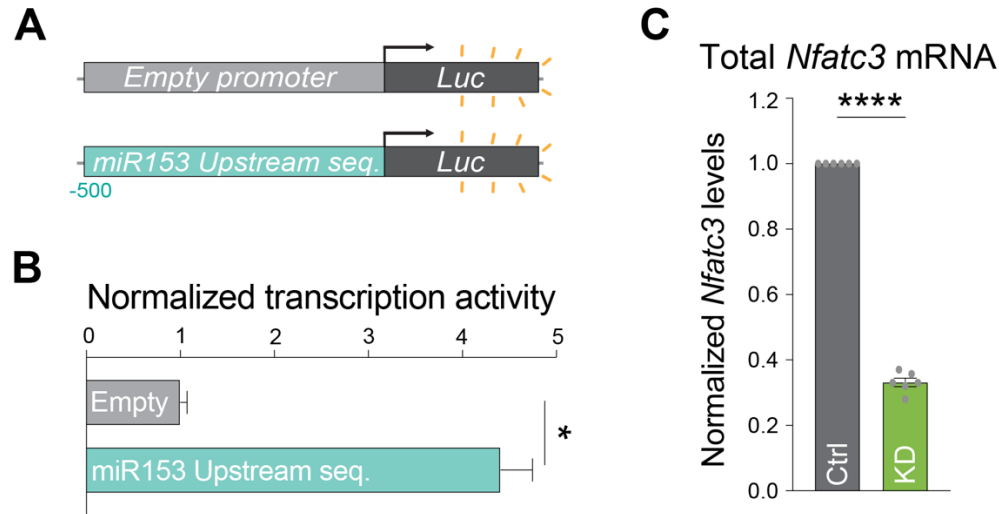 A
Empty promoter
Luc
miR153 Upstream seq.
Luc
-500
B
Normalized transcription activity
0 1 2 3 4 5
Empty
miR153 Upstream seq.
*
C
Total Nfatc3 mRNA
****
Normalized Nfatc3 levels
1.2
1.0
0.8
0.6
0.4
0.2
0.0
Ctrl
KD